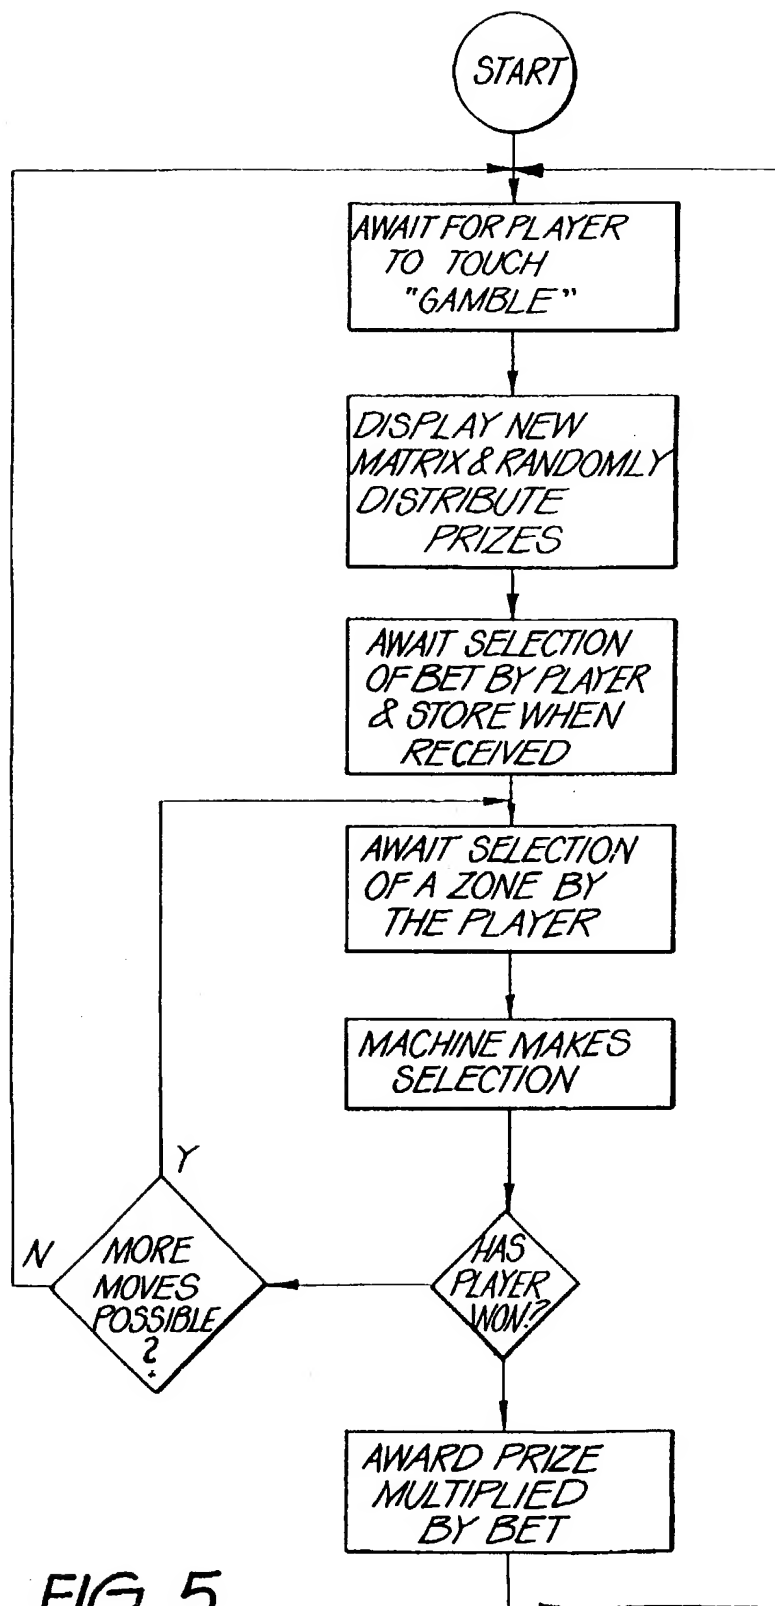 START
AWAIT FOR PLAYER
TO TOUCH
"GAMBLE"
DISPLAY NEW
MATRIX & RANDOMLY
DISTRIBUTE
PRIZES
AWAIT SELECTION
OF BET BY PLAYER
& STORE WHEN
RECEIVED
AWAIT SELECTION
OF A ZONE BY
THE PLAYER
MACHINE MAKES
SELECTION
Y
N
MORE
MOVES
POSSIBLE
?
HAS
PLAYER
WON?
AWARD PRIZE
MULTIPLIED
BY BET
FIG. 5